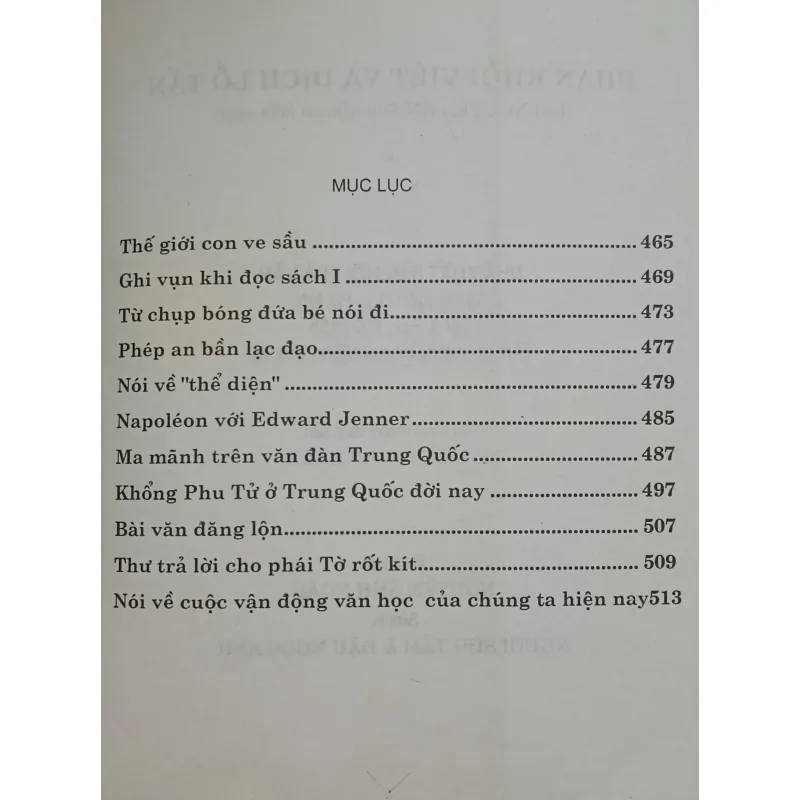 MỤC LỤC
Thế giới con ve sầu ........ 465
Ghi vụn khi đọc sách I ........ 469
Từ chụp bóng đứa bé nói đi ........ 473
Phép an bần lạc đạo ........ 477
Nói về "thể diện" ........ 479
Napoléon với Edward Jenner ........ 485
Ma mãnh trên văn đàn Trung Quốc ........ 487
Khổng Phu Tử ở Trung Quốc đời nay ........ 497
Bài văn đăng lộn ........ 507
Thư trả lời cho phái Tờ rốt kít ........ 509
Nói về cuộc vận động văn học của chúng ta hiện nay513